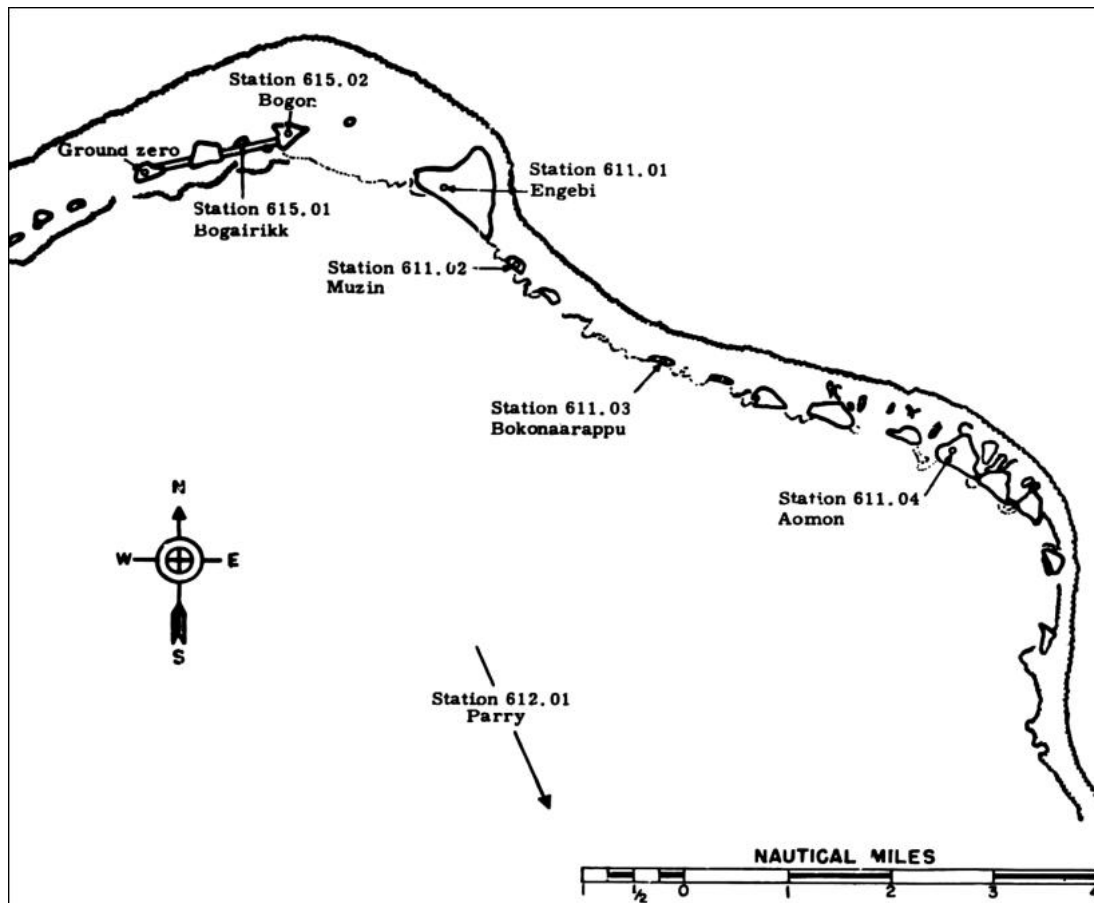 Station 615.02
Bogon
Ground zero
Station 611.01
Engebi
Station 615.01
Bogairikk
Station 611.02
Muzin
Station 611.03
Bokonaarappu
Station 611.04
Aomon
N
W E
S
Station 612.01
Parry
NAUTICAL MILES
1 1/2 0 1 2 3 4